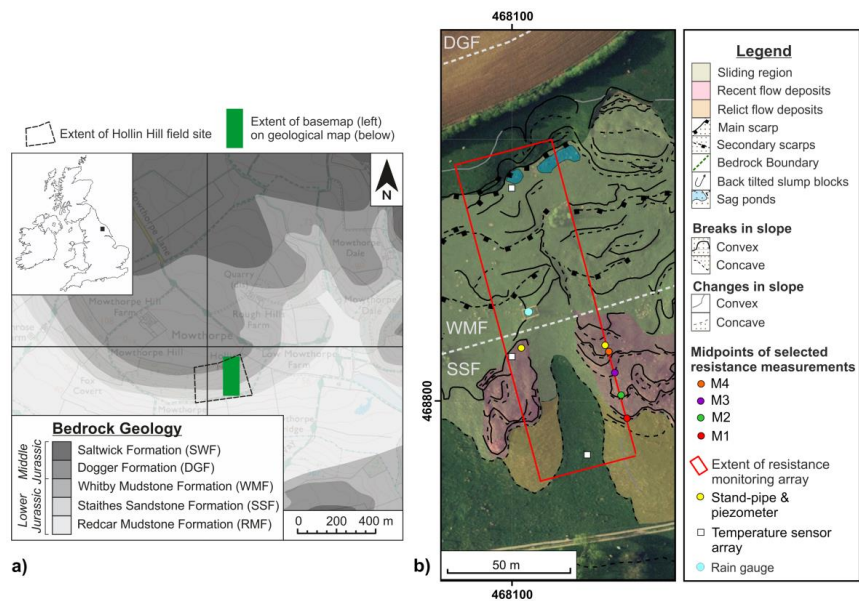 Extent of Hollin Hill field site
Extent of basemap (left)
on geological map (below)
N
Mowthorpe Lane
Mowthorpe
Dale
Quarry
Mowthorpe Hill
Farm
Rough Hills
Farm
Mowthorpe
Mowthorpe Hill
Low Mowthorpe
Farm
Fox
Covert
Bedrock Geology
Middle
Jurassic
Lower
Jurassic
Saltwick Formation (SWF)
Dogger Formation (DGF)
Whitby Mudstone Formation (WMF)
Staithes Sandstone Formation (SSF)
Redcar Mudstone Formation (RMF)
0 200 400 m
a)
468100
DGF
WMF
SSF
468800
50 m
468100
b)
Legend
Sliding region
Recent flow deposits
Relict flow deposits
Main scarp
Secondary scarps
Bedrock Boundary
Back tilted slump blocks
Sag ponds
Breaks in slope
Convex
Concave
Changes in slope
Convex
Concave
Midpoints of selected
resistance measurements
M4
M3
M2
M1
Extent of resistance
monitoring array
Stand-pipe &
piezometer
Temperature sensor
array
Rain gauge